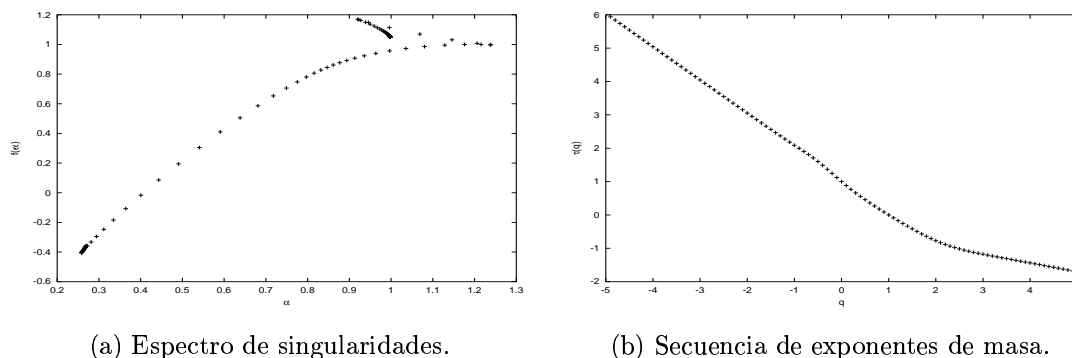 1.2
1
0.8
0.6
0.4
0.2
0
-0.2
-0.4
-0.6
f(α)
0.2 0.3 0.4 0.5 0.6 0.7 0.8 0.9 1 1.1 1.2 1.3
α
(a) Espectro de singularidades.
6
5
4
3
2
1
0
-1
-2
τ(q)
-5 -4 -3 -2 -1 0 1 2 3 4
q
(b) Secuencia de exponentes de masa.